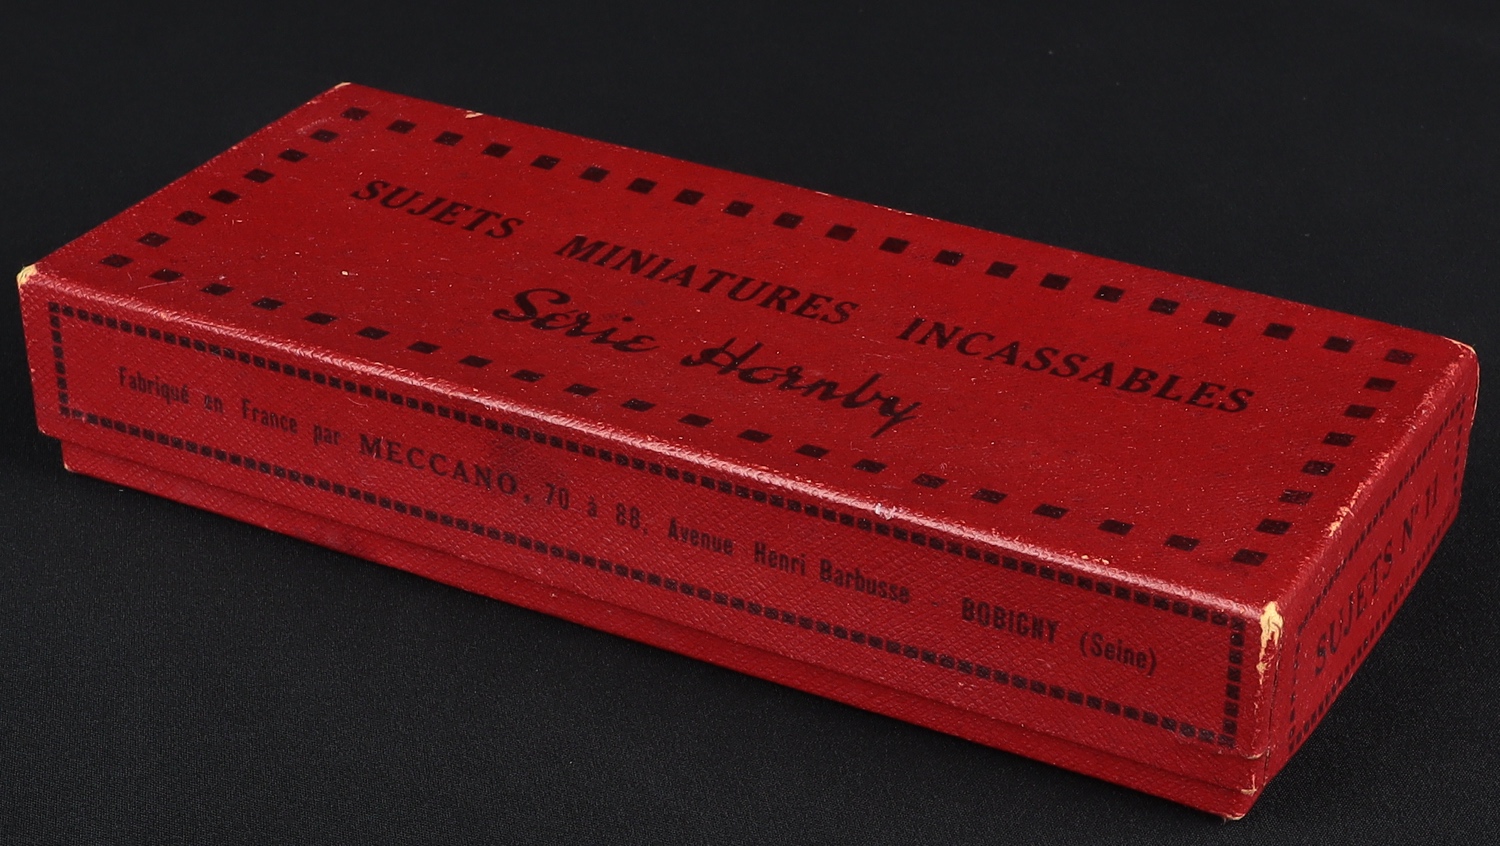 SUJETS MINIATURES INCASSABLES
Série Hornby
Fabriqué en France par MECCANO, 70 à 88, Avenue Henri Barbusse BOBIGNY (Seine)
SUJETS N° 11